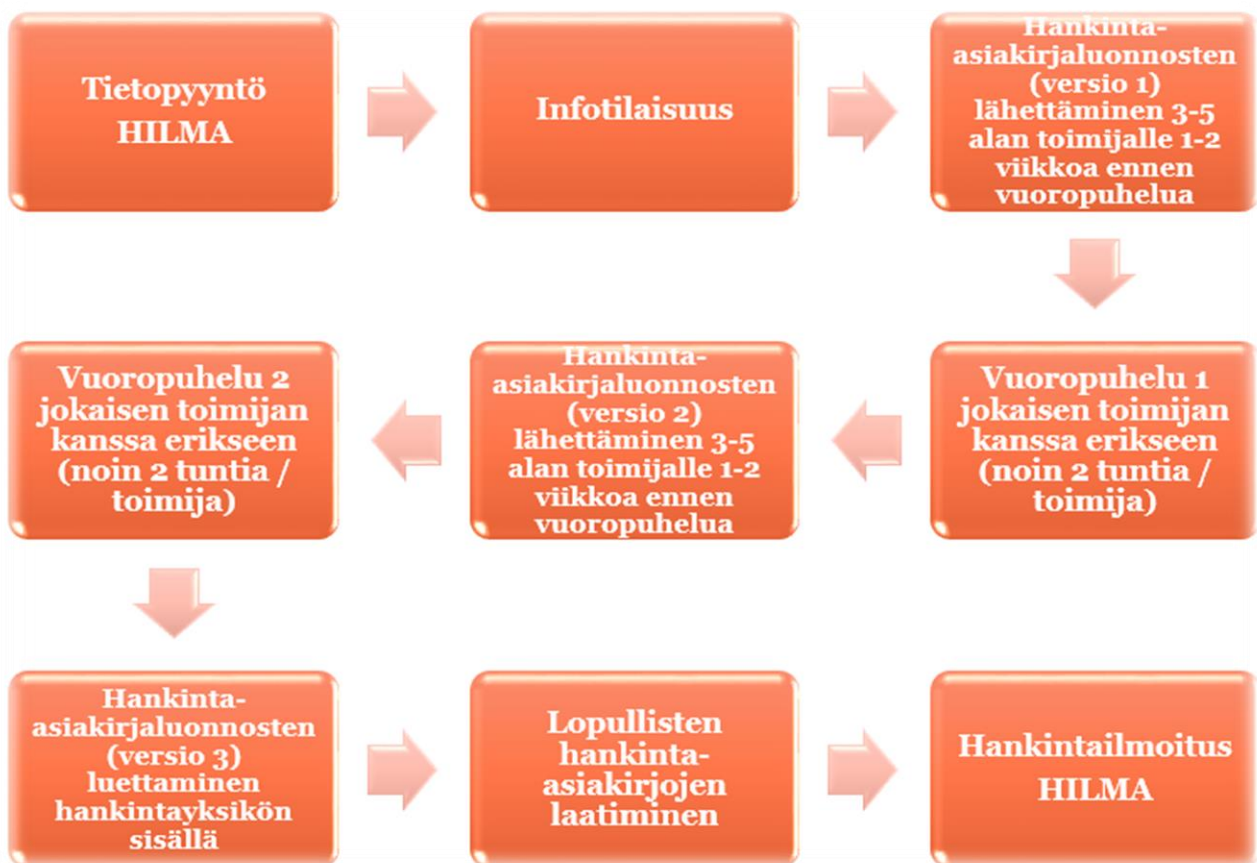 Tietopyyntö
HILMA
Infotilaisuus
Hankinta-
asiakirjaluonnosten
(versio 1)
lähettäminen 3-5
alan toimijalle 1-2
viikkoa ennen
vuoropuhelua
Vuoropuhelu 1
jokaisen toimijan
kanssa erikseen
(noin 2 tuntia /
toimija)
Hankinta-
asiakirjaluonnosten
(versio 2)
lähettäminen 3-5
alan toimijalle 1-2
viikkoa ennen
vuoropuhelua
Vuoropuhelu 2
jokaisen toimijan
kanssa erikseen
(noin 2 tuntia /
toimija)
Hankinta-
asiakirjaluonnosten
(versio 3)
luettaminen
hankintayksikön
sisällä
Lopullisten
hankinta-
asiakirjojen
laatiminen
Hankintailmoitus
HILMA